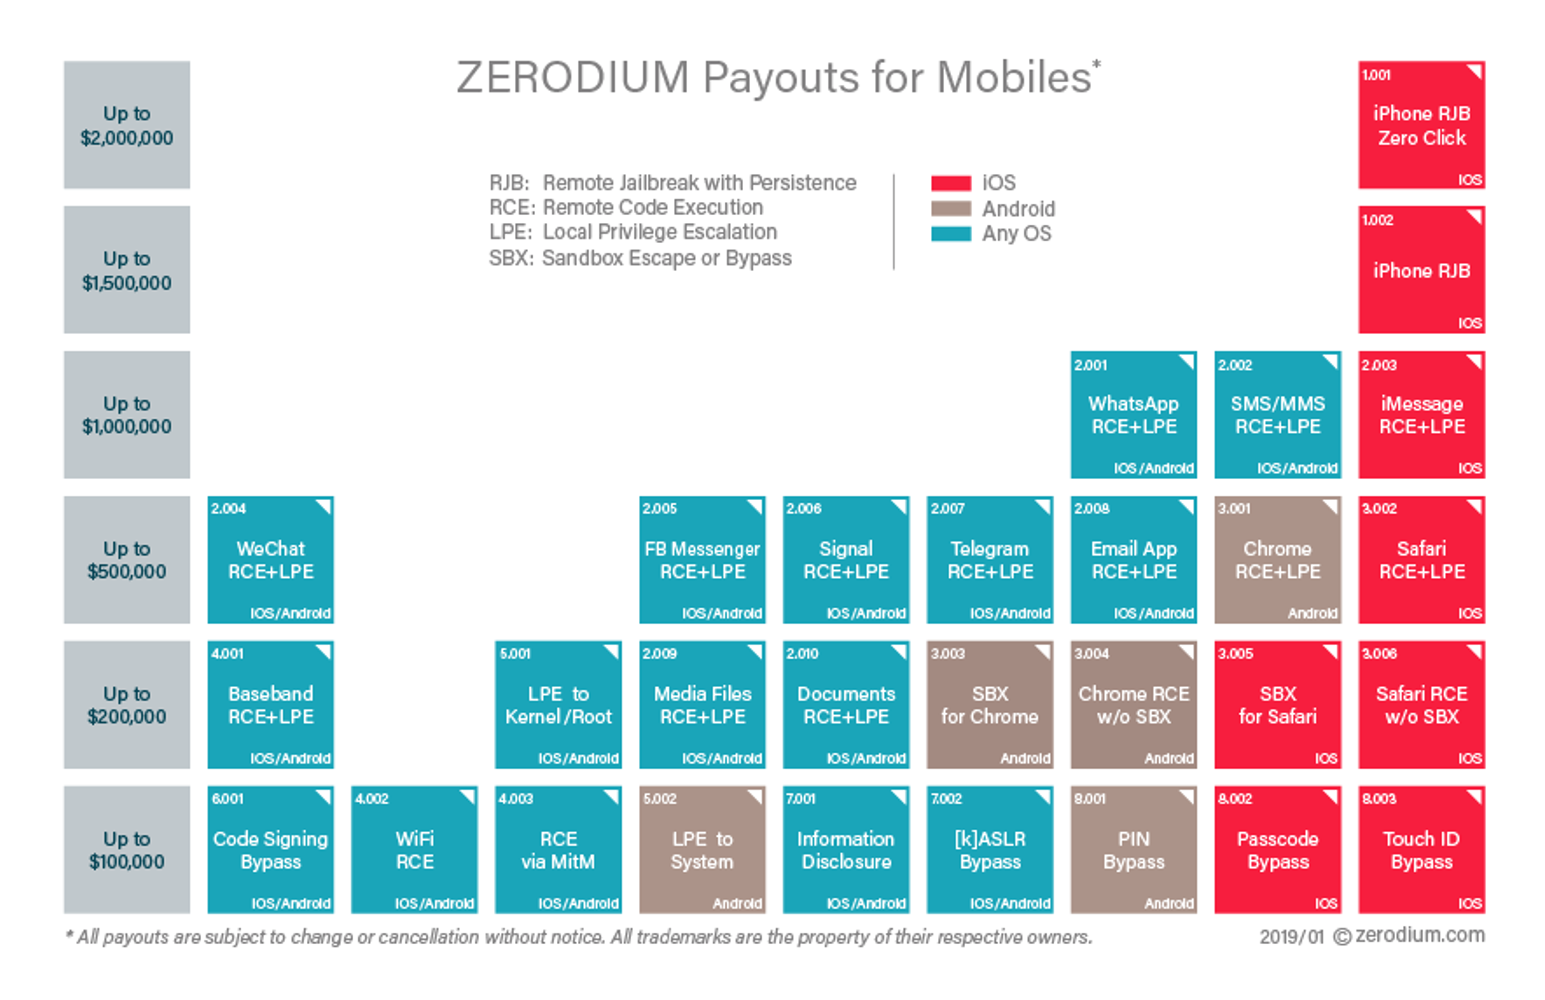 ZERODIUM Payouts for Mobiles*
RJB: Remote Jailbreak with Persistence
RCE: Remote Code Execution
LPE: Local Privilege Escalation
SBX: Sandbox Escape or Bypass
iOS
Android
Any OS
Up to
$2,000,000
1.001
iPhone RJB
Zero Click
iOS
Up to
$1,500,000
1.002
iPhone RJB
iOS
Up to
$1,000,000
2.001
WhatsApp
RCE+LPE
iOS/Android
2.002
SMS/MMS
RCE+LPE
iOS/Android
2.003
iMessage
RCE+LPE
iOS
Up to
$500,000
2.004
WeChat
RCE+LPE
iOS/Android
2.005
FB Messenger
RCE+LPE
iOS/Android
2.006
Signal
RCE+LPE
iOS/Android
2.007
Telegram
RCE+LPE
iOS/Android
2.008
Email App
RCE+LPE
iOS/Android
3.001
Chrome
RCE+LPE
Android
3.002
Safari
RCE+LPE
iOS
Up to
$200,000
4.001
Baseband
RCE+LPE
iOS/Android
5.001
LPE to
Kernel/Root
iOS/Android
2.009
Media Files
RCE+LPE
iOS/Android
2.010
Documents
RCE+LPE
iOS/Android
3.003
SBX
for Chrome
Android
3.004
Chrome RCE
w/o SBX
Android
3.005
SBX
for Safari
iOS
3.006
Safari RCE
w/o SBX
iOS
Up to
$100,000
6.001
Code Signing
Bypass
iOS/Android
4.002
WiFi
RCE
iOS/Android
4.003
RCE
via MitM
iOS/Android
5.002
LPE to
System
Android
7.001
Information
Disclosure
iOS/Android
7.002
[k]ASLR
Bypass
iOS/Android
8.001
PIN
Bypass
Android
8.002
Passcode
Bypass
iOS
8.003
Touch ID
Bypass
iOS
* All payouts are subject to change or cancellation without notice. All trademarks are the property of their respective owners.
2019/01 © zerodium.com